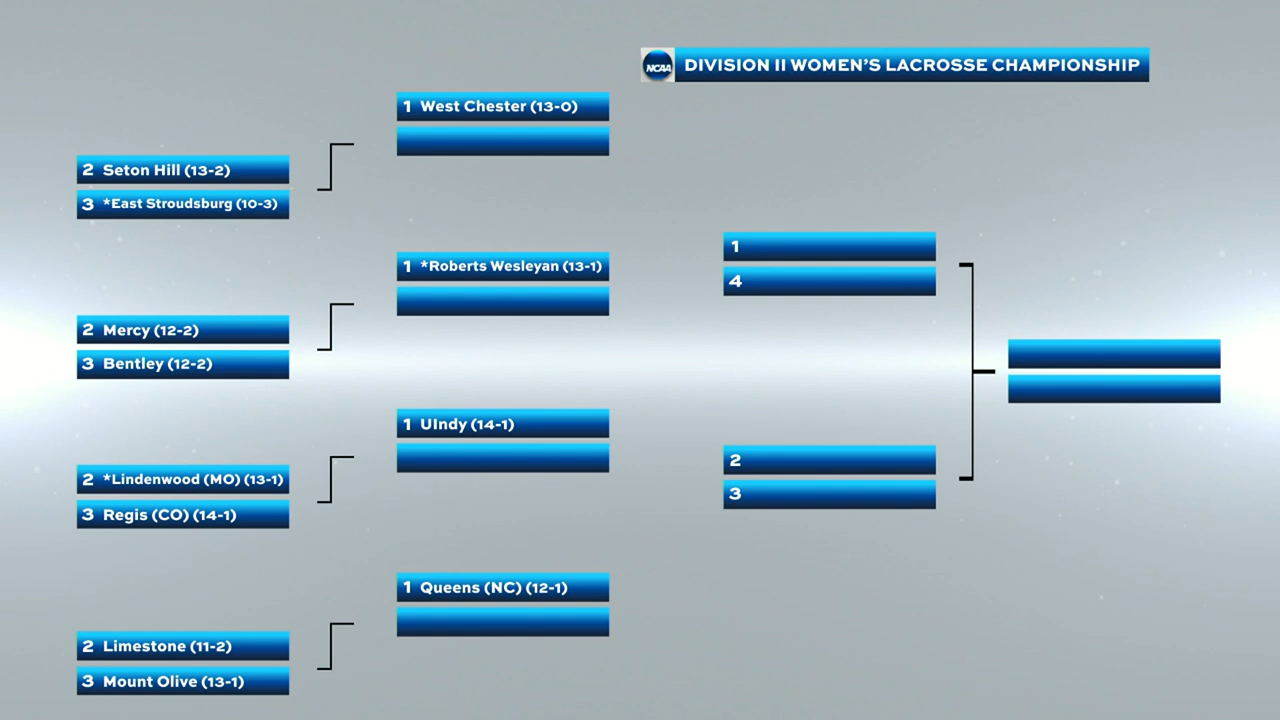 NCAA
DIVISION II WOMEN'S LACROSSE CHAMPIONSHIP
1 West Chester (13-0)
2 Seton Hill (13-2)
3 *East Stroudsburg (10-3)
1 *Roberts Wesleyan (13-1)
2 Mercy (12-2)
3 Bentley (12-2)
1 UIndy (14-1)
2 *Lindenwood (MO) (13-1)
3 Regis (CO) (14-1)
1 Queens (NC) (12-1)
2 Limestone (11-2)
3 Mount Olive (13-1)
1
4
2
3